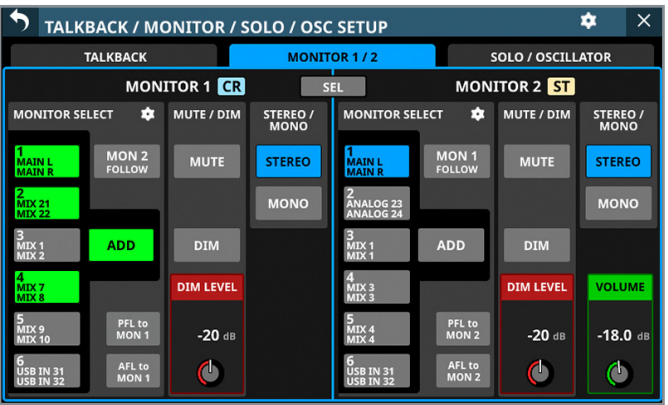 TALKBACK / MONITOR / SOLO / OSC SETUP
TALKBACK
MONITOR 1 / 2
SOLO / OSCILLATOR
MONITOR 1 CR
SEL
MONITOR 2 ST
MONITOR SELECT
MUTE / DIM
STEREO /
MONO
1
MAIN L
MAIN R
2
MIX 21
MIX 22
3
MIX 1
MIX 2
4
MIX 7
MIX 8
5
MIX 9
MIX 10
6
USB IN 31
USB IN 32
MON 2
FOLLOW
ADD
PFL to
MON 1
AFL to
MON 1
MUTE
DIM
DIM LEVEL
-20 dB
STEREO
MONO
MONITOR SELECT
MUTE / DIM
STEREO /
MONO
1
MAIN L
MAIN R
2
ANALOG 23
ANALOG 24
3
MIX 1
MIX 1
4
MIX 3
MIX 3
5
MIX 4
MIX 4
6
USB IN 31
USB IN 32
MON 1
FOLLOW
ADD
PFL to
MON 2
AFL to
MON 2
MUTE
DIM
DIM LEVEL
-20 dB
STEREO
MONO
VOLUME
-18.0 dB